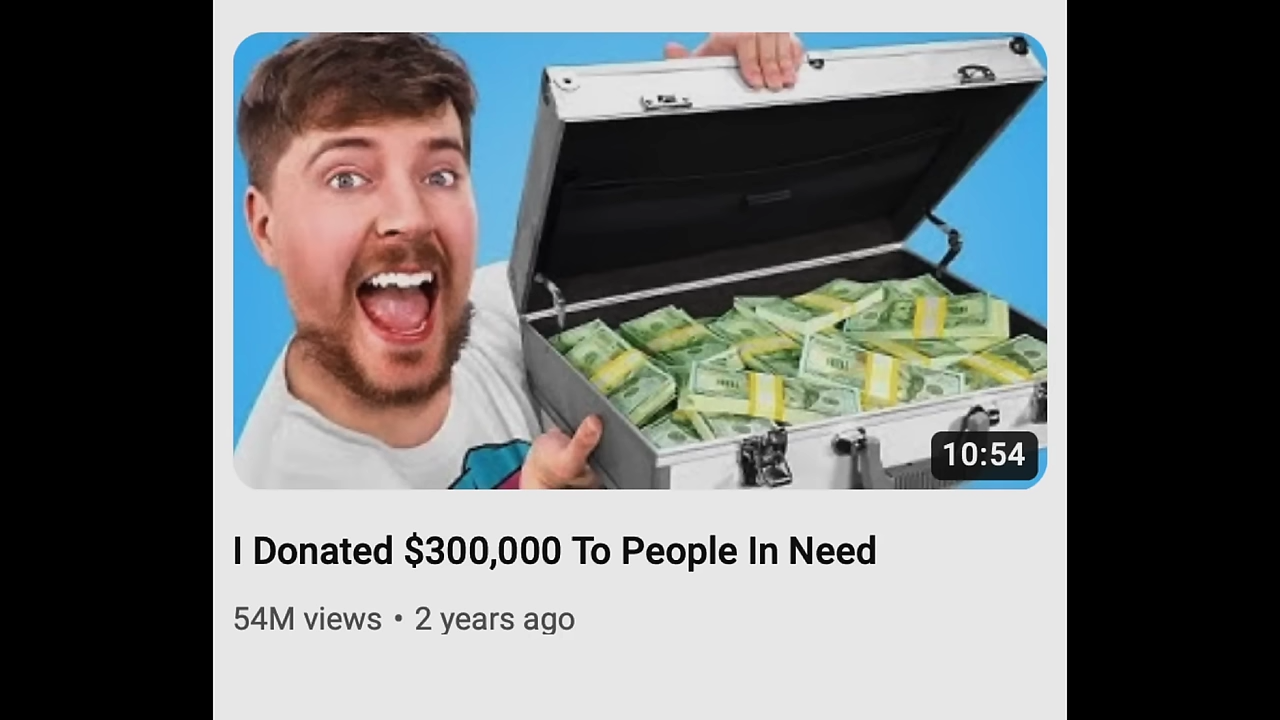 10:54
I Donated $300,000 To People In Need
54M views • 2 years ago